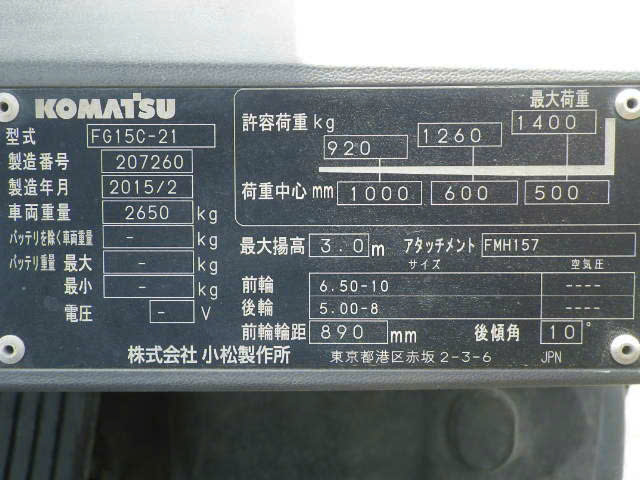 KOMATSU
型式 FG15C-21
製造番号 207260
製造年月 2015/2
車両重量 2650 kg
バッテリを除く車両重量 - kg
バッテリ重量 最大 - kg
最小 - kg
電圧 - V
最大荷重
許容荷重 kg 920 1260 1400
荷重中心 mm 1000 600 500
最大揚高 3.0 m アタッチメント FMH157
サイズ 空気圧
前輪 6.50-10 ----
後輪 5.00-8 ----
前輪輪距 890 mm 後傾角 10°
株式会社 小松製作所 東京都港区赤坂 2-3-6 JPN